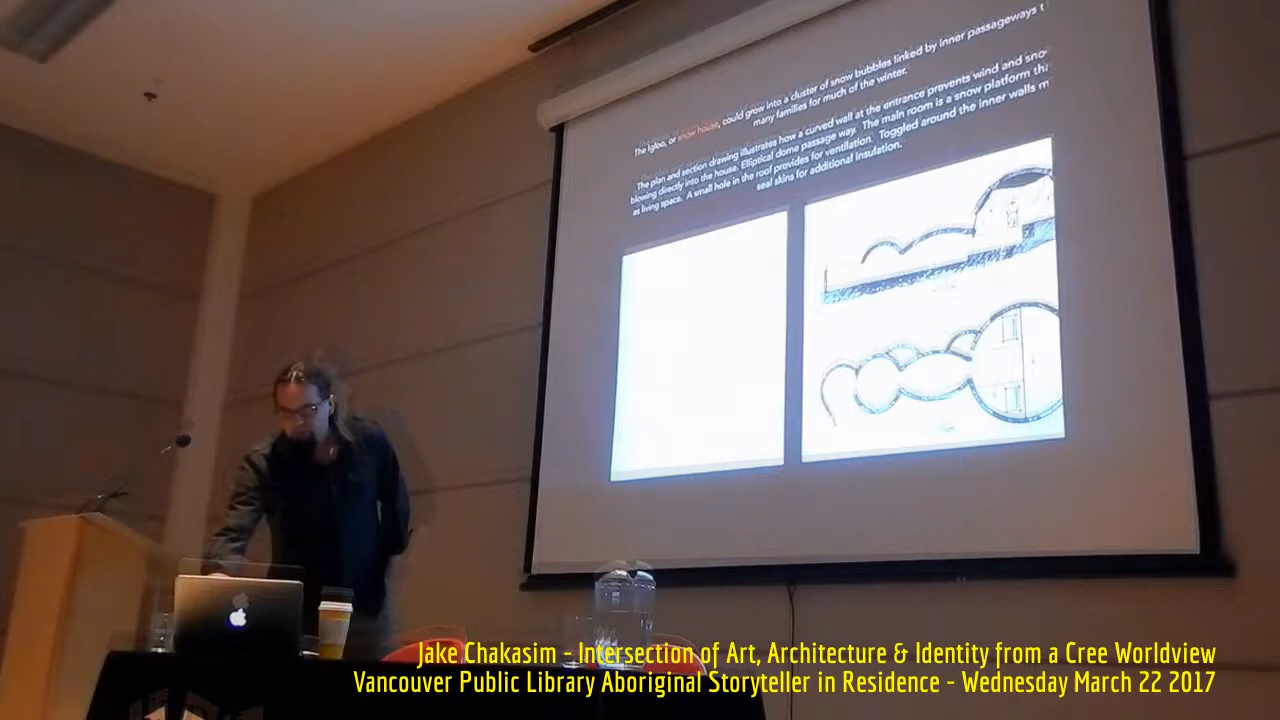 The Igloo, or snow house, could grow into a cluster of snow bubbles linked by inner passageways t
many families for much of the winter.
The plan and section drawing illustrates how a curved wall at the entrance prevents wind and sno
blowing directly into the house. Elliptical dome passage way. The main room is a snow platform tha
as living space. A small hole in the roof provides for ventilation. Toggled around the inner walls m
seal skins for additional insulation.
Jake Chakasim - Intersection of Art, Architecture & Identity from a Cree Worldview
Vancouver Public Library Aboriginal Storyteller in Residence - Wednesday March 22 2017